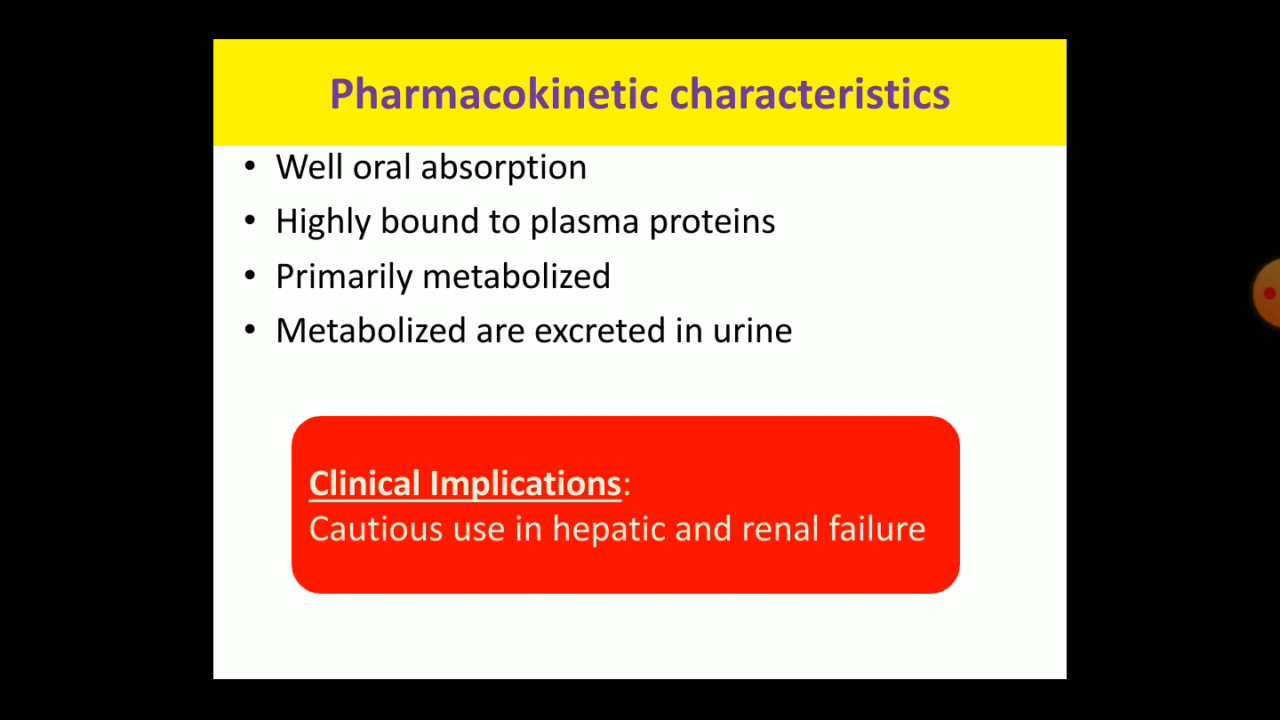 Pharmacokinetic characteristics
• Well oral absorption
• Highly bound to plasma proteins
• Primarily metabolized
• Metabolized are excreted in urine
Clinical Implications:
Cautious use in hepatic and renal failure